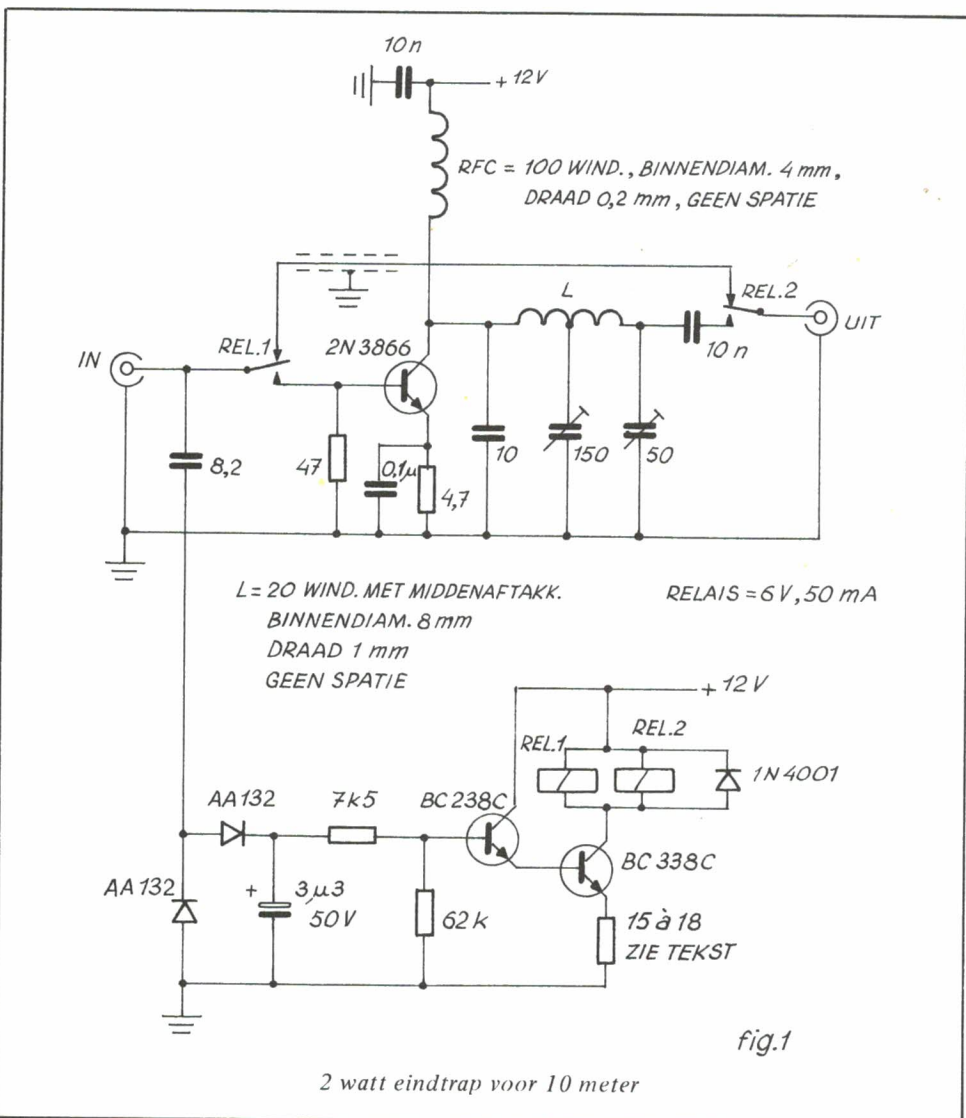 10n
+ 12V
RFC = 100 WIND., BINNENDIAM. 4 mm,
DRAAD 0,2 mm, GEEN SPATIE
L
REL.2
UIT
10n
REL.1
2N3866
IN
8,2
47
0,1µ
4,7
10
150
50
L = 20 WIND. MET MIDDENAFTAKK.
BINNENDIAM. 8 mm
DRAAD 1 mm
GEEN SPATIE
RELAIS = 6V, 50 mA
+ 12 V
REL.1
REL.2
1N4001
AA132
7k5
BC238C
BC338C
AA132
+
3µ3
50V
62k
15 à 18
ZIE TEKST
fig.1
2 watt eindtrap voor 10 meter